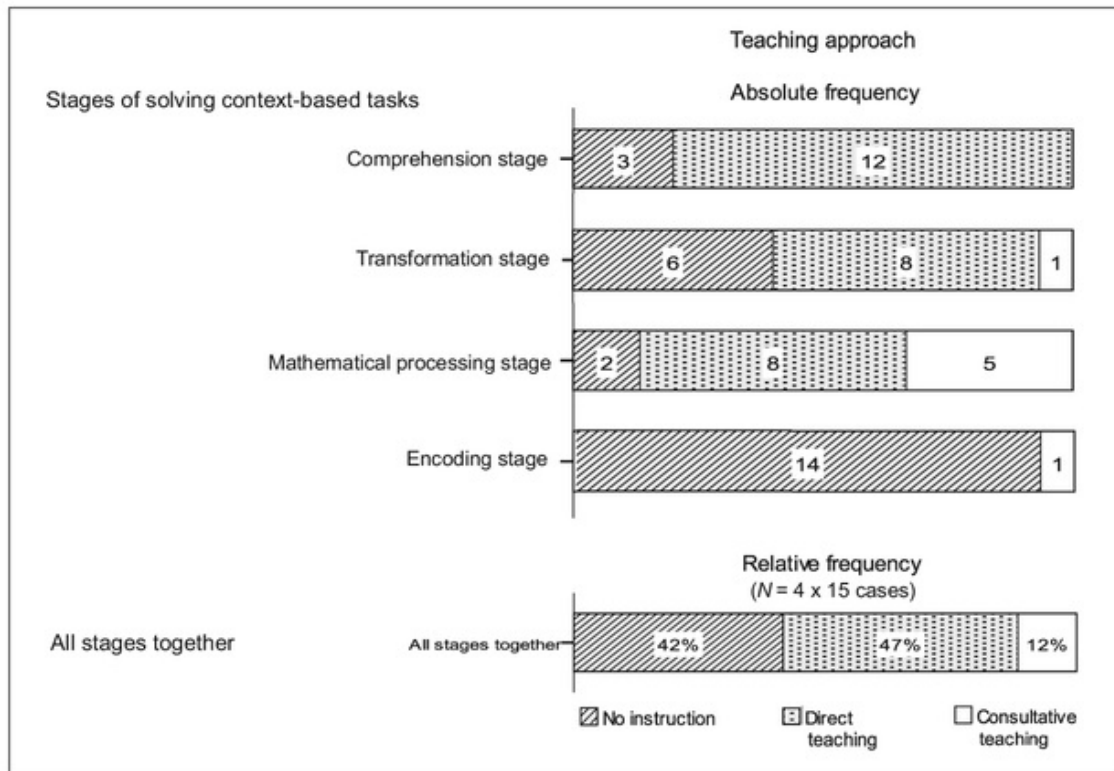 Teaching approach
Stages of solving context-based tasks
Absolute frequency
Comprehension stage
3 12
Transformation stage
6 8 1
Mathematical processing stage
2 8 5
Encoding stage
14 1
Relative frequency
(N = 4 x 15 cases)
All stages together
All stages together
42% 47% 12%
No instruction
Direct
teaching
Consultative
teaching